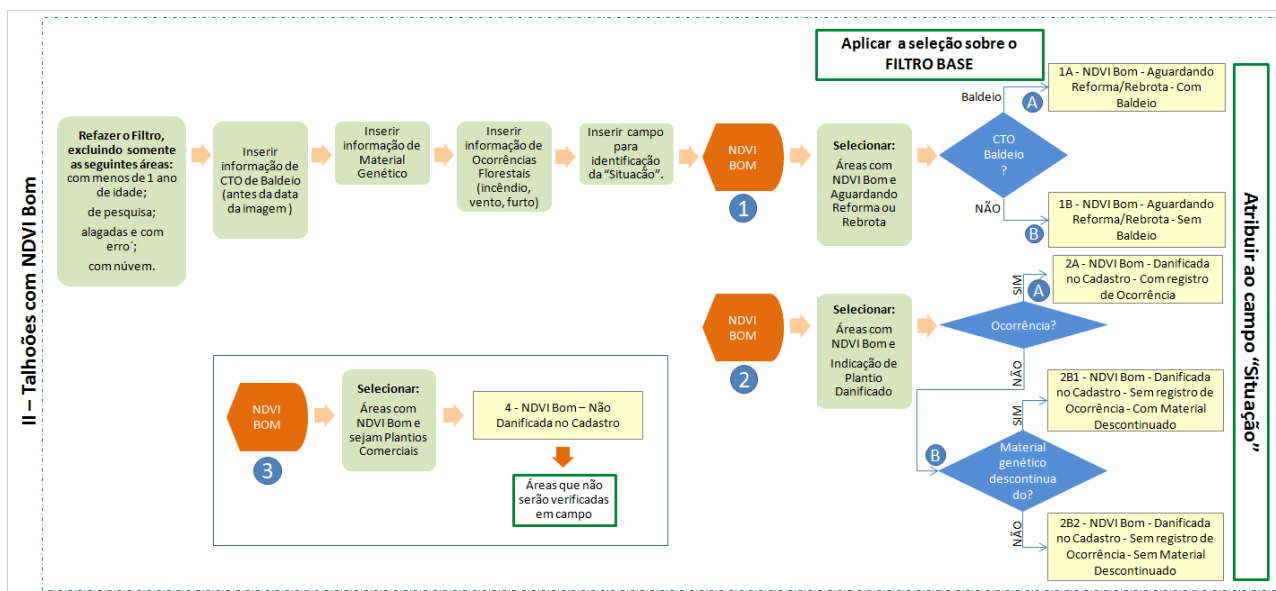 II – Talhões com NDVI Bom
Refazer o Filtro,
excluindo somente
as seguintes áreas:
com menos de 1 ano
de idade;
de pesquisa;
alagadas e com
erro´;
com núvem.
Inserir
informação de
CTO de Baldeio
(antes da data
da imagem )
Inserir
informação de
Material
Genético
Inserir
informação de
Ocorrências
Florestais
(incêndio,
vento, furto)
Inserir campo
para
identificação
da “Situacão”.
NDVI
BOM
1
Selecionar:
Áreas com
NDVI Bom e
Aguardando
Reforma ou
Rebrota
Aplicar a seleção sobre o
FILTRO BASE
CTO
Baldeio
?
Baldeio
A
1A - NDVI Bom - Aguardando
Reforma/Rebrota - Com
Baldeio
NÃO
B
1B - NDVI Bom - Aguardando
Reforma/Rebrota - Sem
Baldeio
NDVI
BOM
2
Selecionar:
Áreas com
NDVI Bom e
Indicação de
Plantio
Danificado
Ocorrência?
SIM
A
2A - NDVI Bom - Danificada
no Cadastro - Com registro
de Ocorrência
NÃO
B
Material
genético
descontinua
do?
SIM
2B1 - NDVI Bom - Danificada
no Cadastro - Sem registro de
Ocorrência - Com Material
Descontinuado
NÃO
2B2 - NDVI Bom - Danificada
no Cadastro - Sem registro de
Ocorrência - Sem Material
Descontinuado
NDVI
BOM
3
Selecionar:
Áreas com
NDVI Bom e
sejam Plantios
Comerciais
4 - NDVI Bom – Não
Danificada no Cadastro
Áreas que não
serão verificadas
em campo
Atribuir ao campo “Situação”